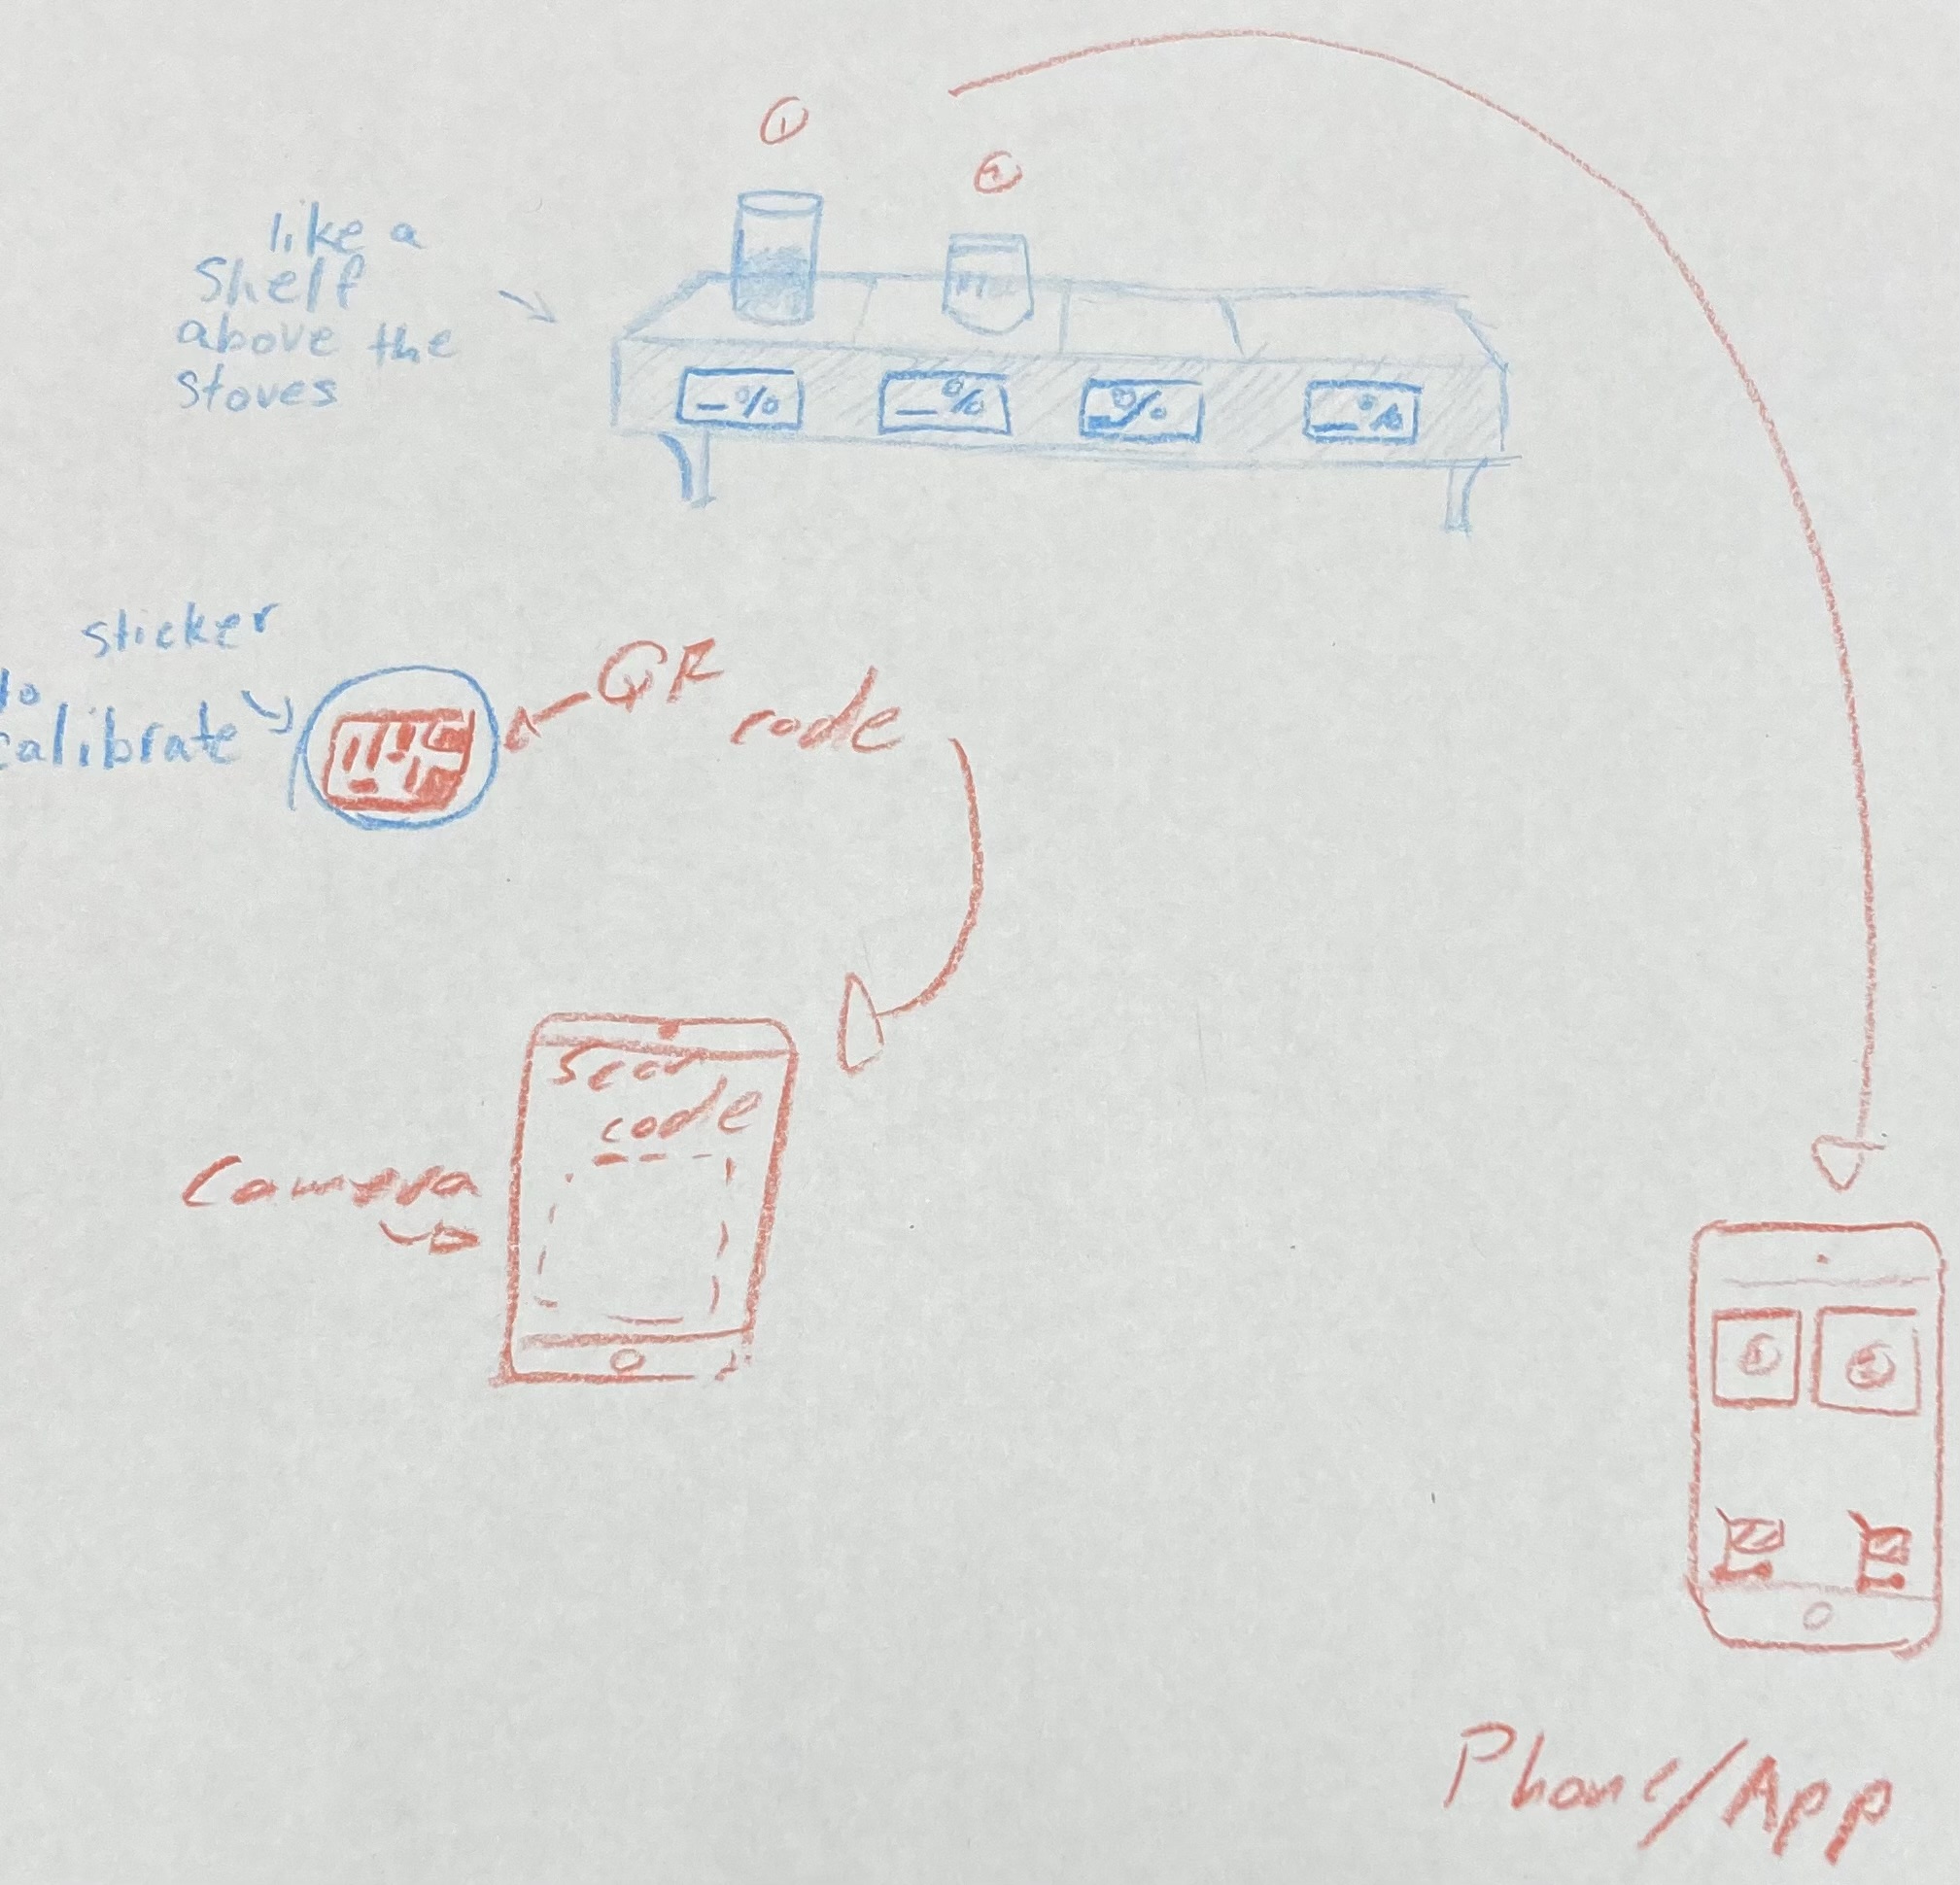 ①
②
like a
Shelf
above the
Stoves
_%
_%
_%
_%
sticker
to
calibrate
QR
code
Scan
code
Camera
①
②
Phone/App